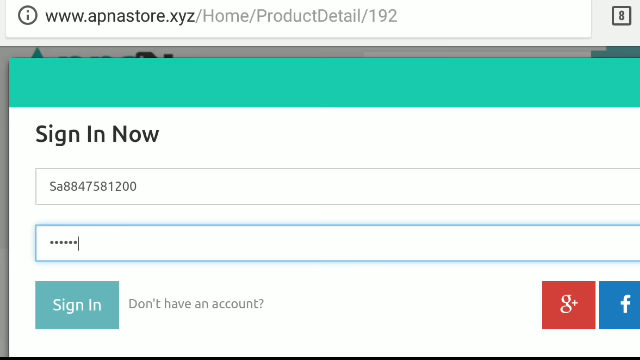 www.apnastore.xyz/Home/ProductDetail/192
8
Sign In Now
Sa8847581200
••••••
Sign In
Don't have an account?
g+
f